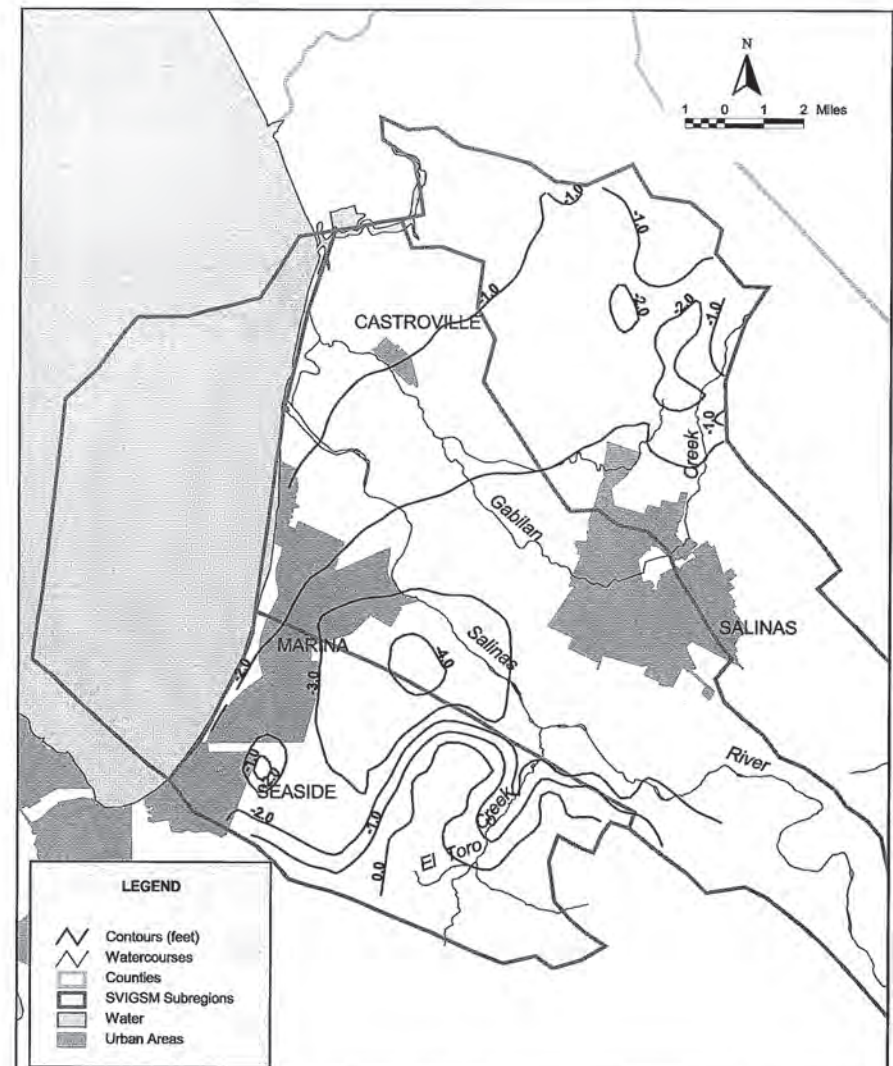 N
1 0 1 2 Miles
-1.0
-1.0
-1.0
-2.0
-2.0
-1.0
CASTROVILLE
-1.0
Creek
Gabilan
SALINAS
Salinas
MARINA
-4.0
-3.0
-2.0
River
-1.0
SEASIDE
-2.0
-1.0
Creek
El Toro
0.0
LEGEND
Contours (feet)
Watercourses
Counties
SVIGSM Subregions
Water
Urban Areas